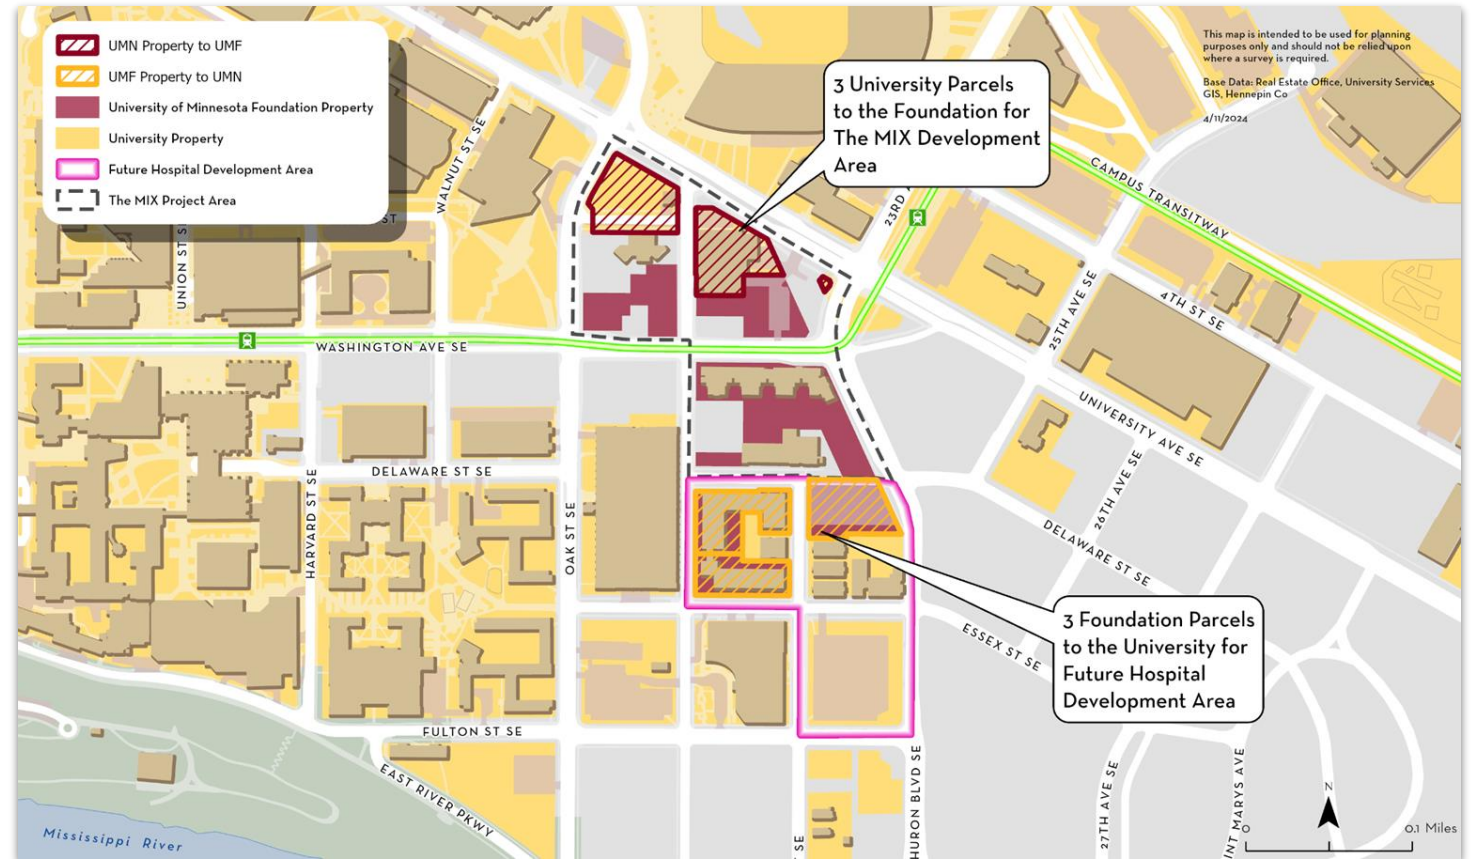 UMN Property to UMF
UMF Property to UMN
University of Minnesota Foundation Property
University Property
Future Hospital Development Area
The MIX Project Area
This map is intended to be used for planning
purposes only and should not be relied upon
where a survey is required.
Base Data: Real Estate Office, University Services
GIS, Hennepin Co
4/11/2024
3 University Parcels
to the Foundation for
The MIX Development
Area
WALNUT ST SE
ST
UNION ST S
23RD
CAMPUS TRANSITWAY
25TH AVE SE
4TH ST SE
WASHINGTON AVE SE
UNIVERSITY AVE SE
DELAWARE ST SE
HARVARD ST SE
OAK ST SE
26TH AVE SE
DELAWARE ST SE
3 Foundation Parcels
to the University for
Future Hospital
Development Area
ESSEX ST SE
FULTON ST SE
EAST RIVER PKWY
HURON BLVD SE
27TH AVE SE
INT MARYS AVE
SE
Mississippi River
N
0
0.1 Miles